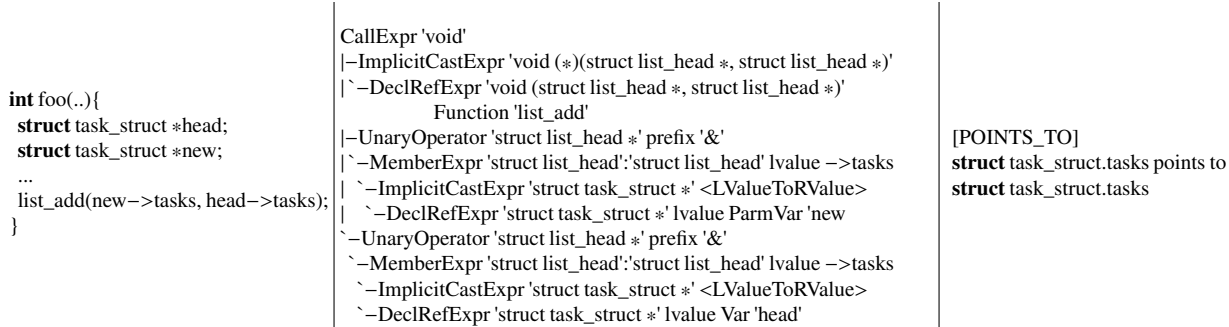 int foo(..){
struct task_struct *head;
struct task_struct *new;
...
list_add(new−>tasks, head−>tasks);
}
CallExpr 'void'
|−ImplicitCastExpr 'void (*)(struct list_head *, struct list_head *)'
|`−DeclRefExpr 'void (struct list_head *, struct list_head *)'
Function 'list_add'
|−UnaryOperator 'struct list_head *' prefix '&'
|`−MemberExpr 'struct list_head':'struct list_head' lvalue −>tasks
| `−ImplicitCastExpr 'struct task_struct *' <LValueToRValue>
| `−DeclRefExpr 'struct task_struct *' lvalue ParmVar 'new
`−UnaryOperator 'struct list_head *' prefix '&'
`−MemberExpr 'struct list_head':'struct list_head' lvalue −>tasks
`−ImplicitCastExpr 'struct task_struct *' <LValueToRValue>
`−DeclRefExpr 'struct task_struct *' lvalue Var 'head'
[POINTS_TO]
struct task_struct.tasks points to
struct task_struct.tasks